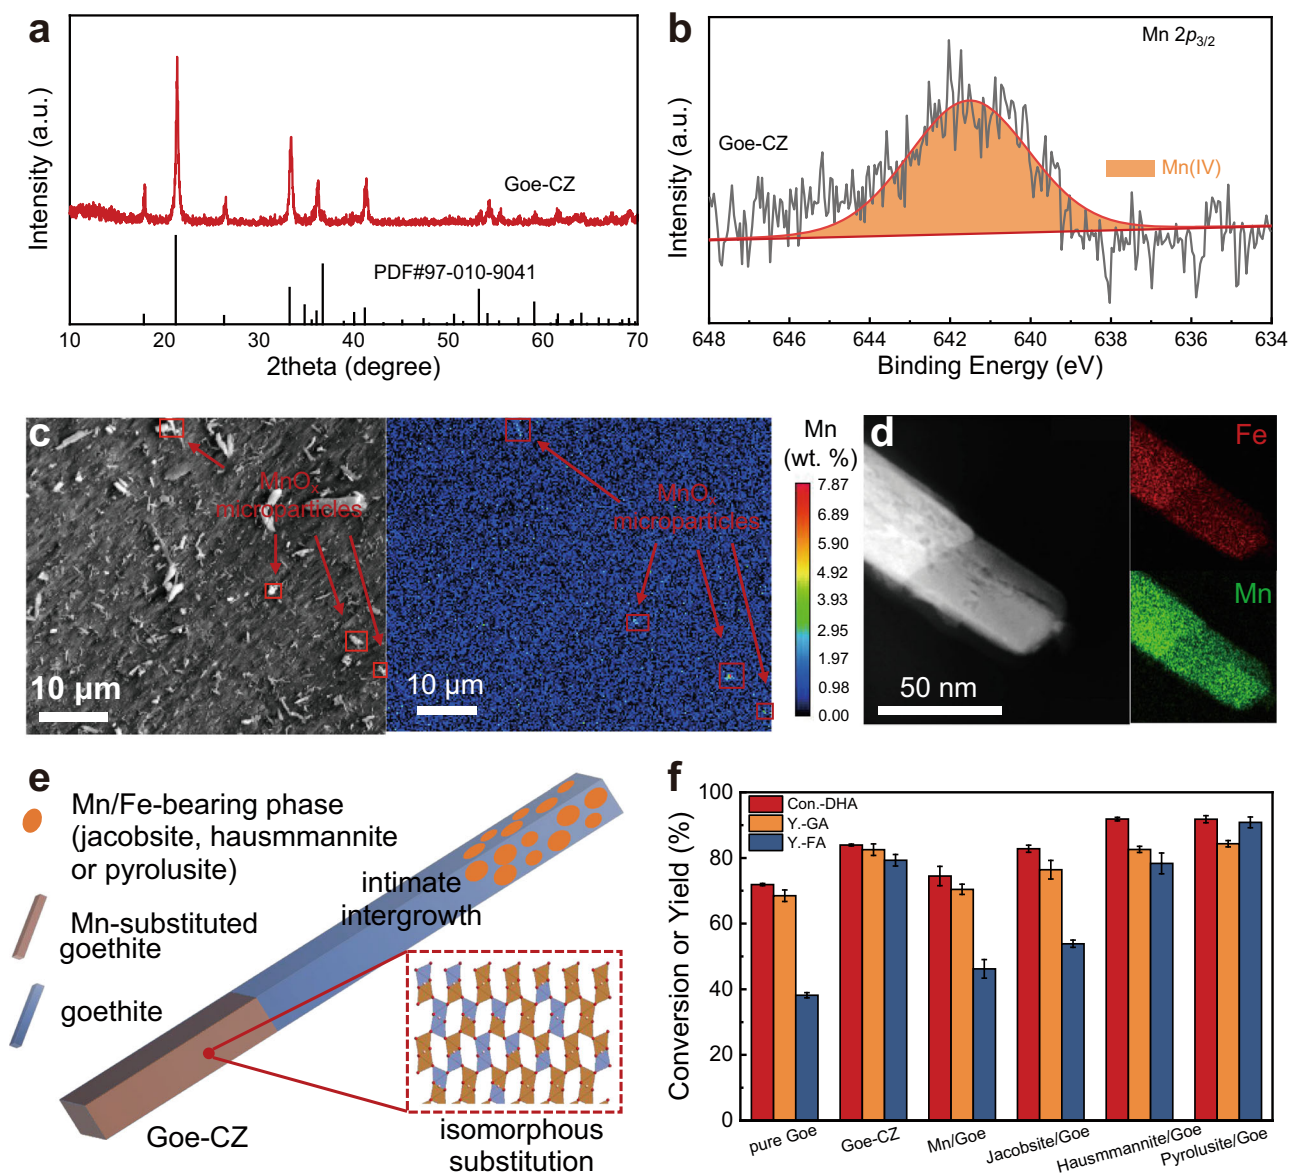 a
Intensity (a.u.)
Goe-CZ
PDF#97-010-9041
10 20 30 40 50 60 70
2theta (degree)
b
Mn 2p3/2
Intensity (a.u.)
Goe-CZ
Mn(IV)
648 646 644 642 640 638 636 634
Binding Energy (eV)
c
MnOx
microparticles
10 µm
MnOx
microparticles
10 µm
Mn
(wt. %)
7.87
6.89
5.90
4.92
3.93
2.95
1.97
0.98
0.00
d
50 nm
Fe
Mn
e
Mn/Fe-bearing phase
(jacobsite, hausmmannite
or pyrolusite)
Mn-substituted
goethite
goethite
intimate
intergrowth
Goe-CZ
isomorphous
substitution
f
Conversion or Yield (%)
100
80
60
40
20
0
Con.-DHA
Y.-GA
Y.-FA
pure Goe
Goe-CZ
Mn/Goe
Jacobsite/Goe
Hausmmannite/Goe
Pyrolusite/Goe